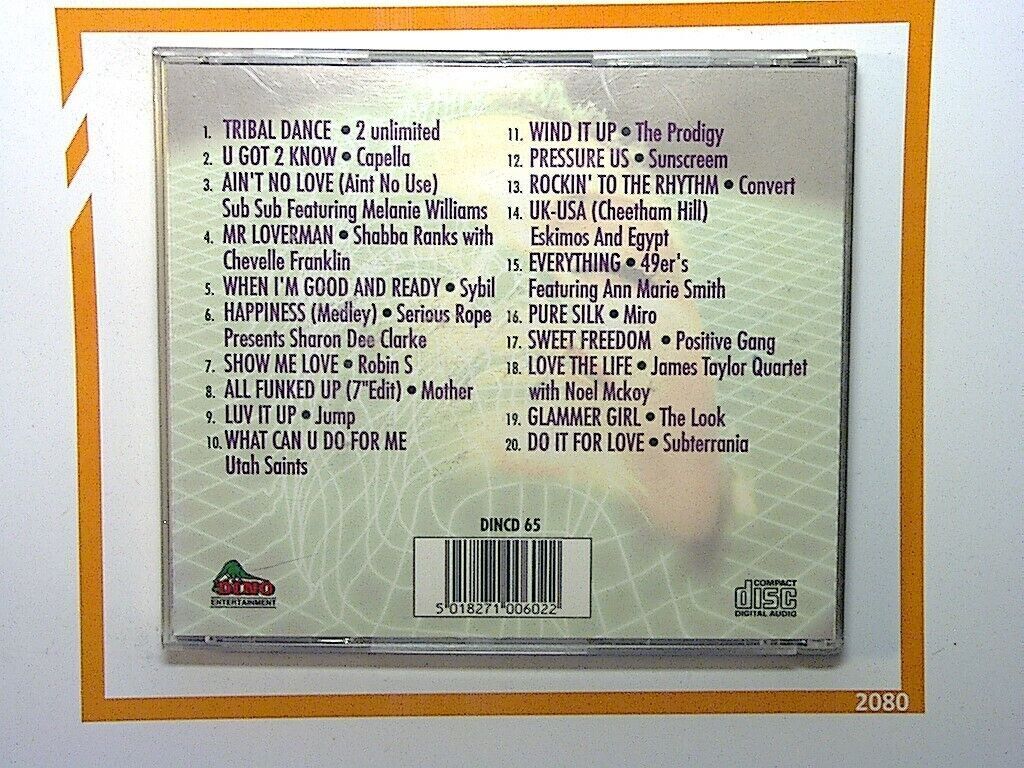 1. TRIBAL DANCE • 2 unlimited
2. U GOT 2 KNOW • Capella
3. AIN'T NO LOVE (Aint No Use)
Sub Sub Featuring Melanie Williams
4. MR LOVERMAN • Shabba Ranks with
Chevelle Franklin
5. WHEN I'M GOOD AND READY • Sybil
6. HAPPINESS (Medley) • Serious Rope
Presents Sharon Dee Clarke
7. SHOW ME LOVE • Robin S
8. ALL FUNKED UP (7"Edit) • Mother
9. LUV IT UP • Jump
10. WHAT CAN U DO FOR ME
Utah Saints
11. WIND IT UP • The Prodigy
12. PRESSURE US • Sunscreem
13. ROCKIN' TO THE RHYTHM • Convert
14. UK-USA (Cheetham Hill)
Eskimos And Egypt
15. EVERYTHING • 49er's
Featuring Ann Marie Smith
16. PURE SILK • Miro
17. SWEET FREEDOM • Positive Gang
18. LOVE THE LIFE • James Taylor Quartet
with Noel Mckoy
19. GLAMMER GIRL • The Look
20. DO IT FOR LOVE • Subterrania
DINCD 65
5 018271 006022
DINO
ENTERTAINMENT
COMPACT
disc
DIGITAL AUDIO
2080